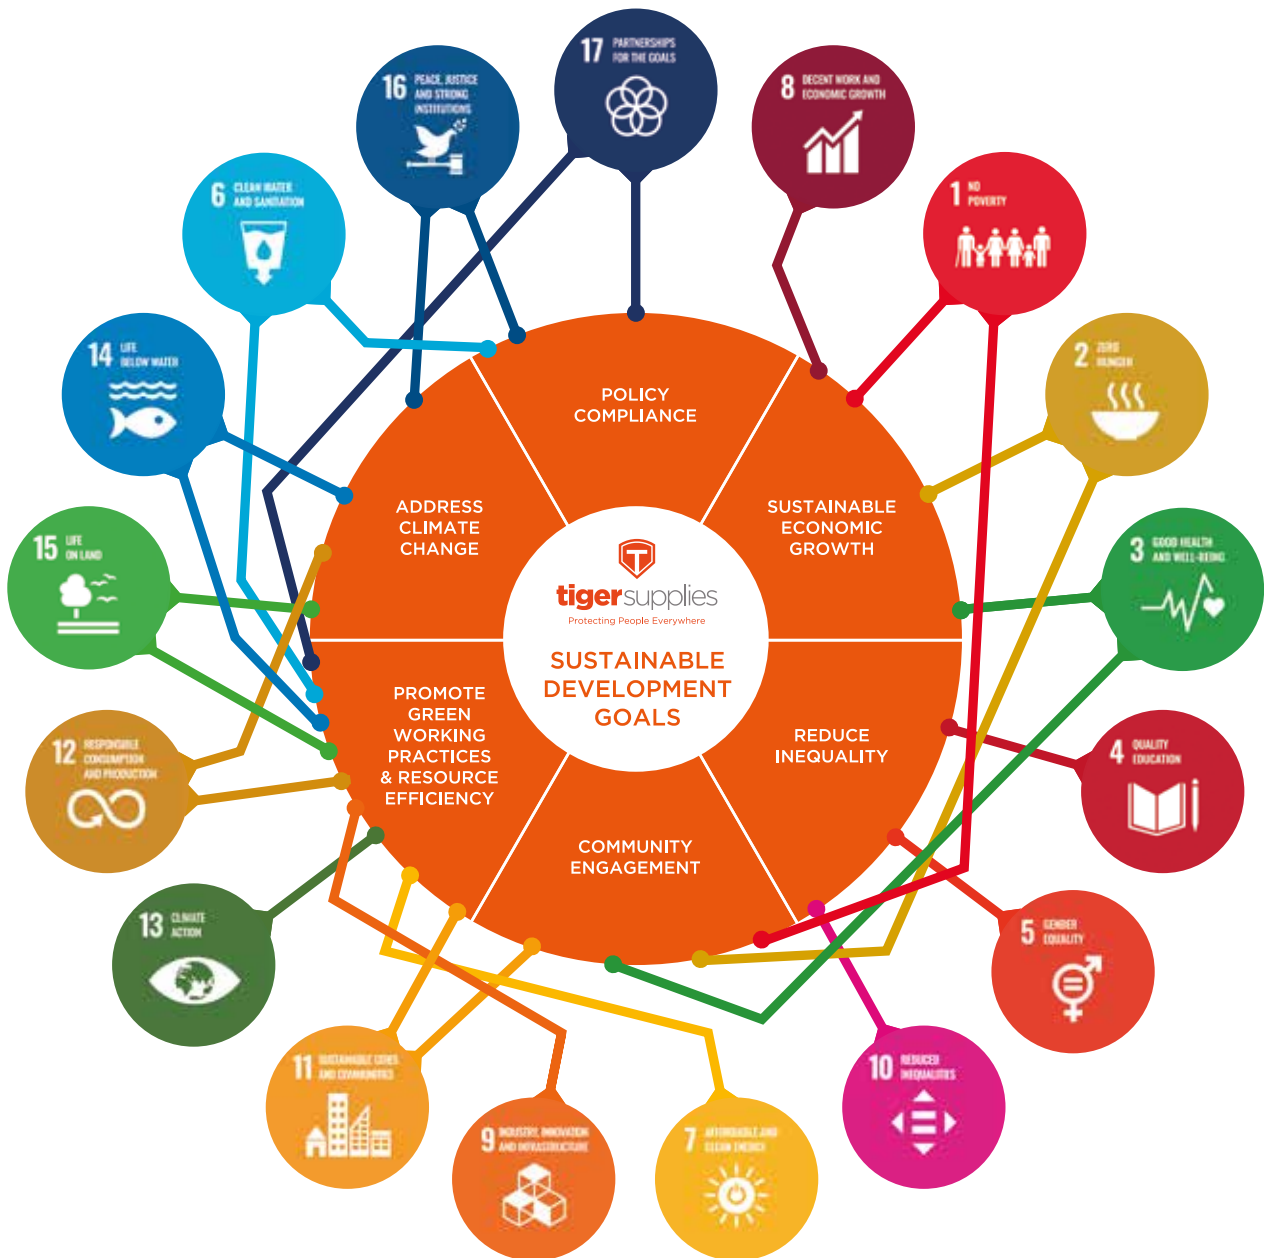 17 PARTNERSHIPS
FOR THE GOALS
16 PEACE, JUSTICE
AND STRONG
INSTITUTIONS
8 DECENT WORK AND
ECONOMIC GROWTH
6 CLEAN WATER
AND SANITATION
1 NO
POVERTY
14 LIFE
BELOW WATER
2 ZERO
HUNGER
15 LIFE
ON LAND
3 GOOD HEALTH
AND WELL-BEING
12 RESPONSIBLE
CONSUMPTION
AND PRODUCTION
4 QUALITY
EDUCATION
13 CLIMATE
ACTION
5 GENDER
EQUALITY
11 SUSTAINABLE CITIES
AND COMMUNITIES
10 REDUCED
INEQUALITIES
9 INDUSTRY, INNOVATION
AND INFRASTRUCTURE
7 AFFORDABLE AND
CLEAN ENERGY
POLICY
COMPLIANCE
ADDRESS
CLIMATE
CHANGE
SUSTAINABLE
ECONOMIC
GROWTH
T
tigersupplies
Protecting People Everywhere
SUSTAINABLE
DEVELOPMENT
GOALS
PROMOTE
GREEN
WORKING
PRACTICES
& RESOURCE
EFFICIENCY
REDUCE
INEQUALITY
COMMUNITY
ENGAGEMENT